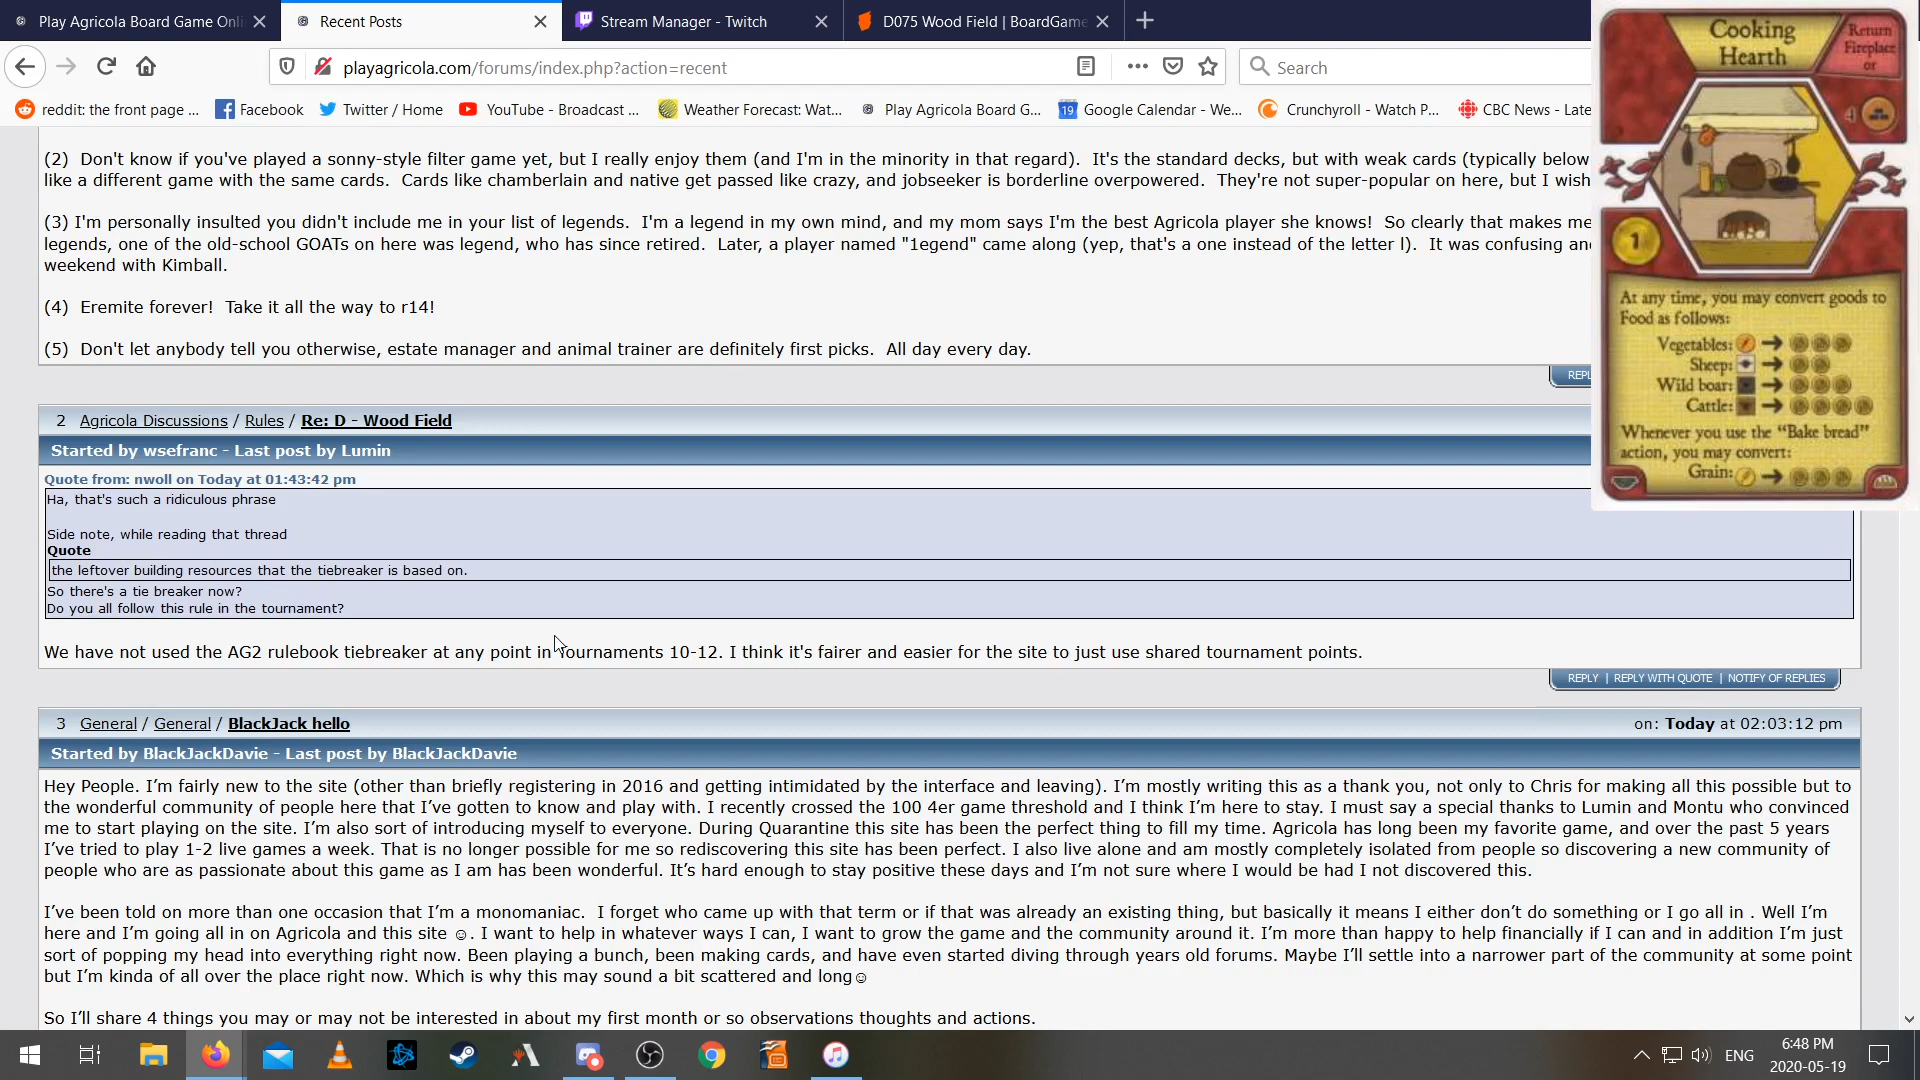 Play Agricola Board Game Onli
Recent Posts
Stream Manager - Twitch
D075 Wood Field | BoardGame
playagricola.com/forums/index.php?action=recent
Search
reddit: the front page ...
Facebook
Twitter / Home
YouTube - Broadcast ...
Weather Forecast: Wat...
Play Agricola Board G...
19
Google Calendar - We...
Crunchyroll - Watch P...
CBC News - Late
(2)  Don't know if you've played a sonny-style filter game yet, but I really enjoy them (and I'm in the minority in that regard).  It's the standard decks, but with weak cards (typically below
like a different game with the same cards.  Cards like chamberlain and native get passed like crazy, and jobseeker is borderline overpowered.  They're not super-popular on here, but I wish
(3) I'm personally insulted you didn't include me in your list of legends.  I'm a legend in my own mind, and my mom says I'm the best Agricola player she knows!  So clearly that makes me
legends, one of the old-school GOATs on here was legend, who has since retired.  Later, a player named "1egend" came along (yep, that's a one instead of the letter l).  It was confusing an
weekend with Kimball.
(4)  Eremite forever!  Take it all the way to r14!
(5)  Don't let anybody tell you otherwise, estate manager and animal trainer are definitely first picks.  All day every day.
REPL
2 Agricola Discussions / Rules / Re: D - Wood Field
Started by wsefranc - Last post by Lumin
Quote from: nwoll on Today at 01:43:42 pm
Ha, that's such a ridiculous phrase
Side note, while reading that thread
Quote
the leftover building resources that the tiebreaker is based on.
So there's a tie breaker now?
Do you all follow this rule in the tournament?
We have not used the AG2 rulebook tiebreaker at any point in Tournaments 10-12. I think it's fairer and easier for the site to just use shared tournament points.
REPLY | REPLY WITH QUOTE | NOTIFY OF REPLIES
3 General / General / BlackJack hello
on: Today at 02:03:12 pm
Started by BlackJackDavie - Last post by BlackJackDavie
Hey People. I’m fairly new to the site (other than briefly registering in 2016 and getting intimidated by the interface and leaving). I’m mostly writing this as a thank you, not only to Chris for making all this possible but to
the wonderful community of people here that I’ve gotten to know and play with. I recently crossed the 100 4er game threshold and I think I’m here to stay. I must say a special thanks to Lumin and Montu who convinced
me to start playing on the site. I’m also sort of introducing myself to everyone. During Quarantine this site has been the perfect thing to fill my time. Agricola has long been my favorite game, and over the past 5 years
I’ve tried to play 1-2 live games a week. That is no longer possible for me so rediscovering this site has been perfect. I also live alone and am mostly completely isolated from people so discovering a new community of
people who are as passionate about this game as I am has been wonderful. It’s hard enough to stay positive these days and I’m not sure where I would be had I not discovered this.
I’ve been told on more than one occasion that I’m a monomaniac.  I forget who came up with that term or if that was already an existing thing, but basically it means I either don’t do something or I go all in . Well I’m
here and I’m going all in on Agricola and this site ☺. I want to help in whatever ways I can, I want to grow the game and the community around it. I’m more than happy to help financially if I can and in addition I’m just
sort of popping my head into everything right now. Been playing a bunch, been making cards, and have even started diving through years old forums. Maybe I’ll settle into a narrower part of the community at some point
but I’m kinda of all over the place right now. Which is why this may sound a bit scattered and long☺
So I’ll share 4 things you may or may not be interested in about my first month or so observations thoughts and actions.
Cooking
Hearth
Return
Fireplace
or
4
1
At any time, you may convert goods to
Food as follows:
Vegetables:
Sheep:
Wild boar:
Cattle:
Whenever you use the “Bake bread”
action, you may convert:
Grain:
ENG
6:48 PM
2020-05-19